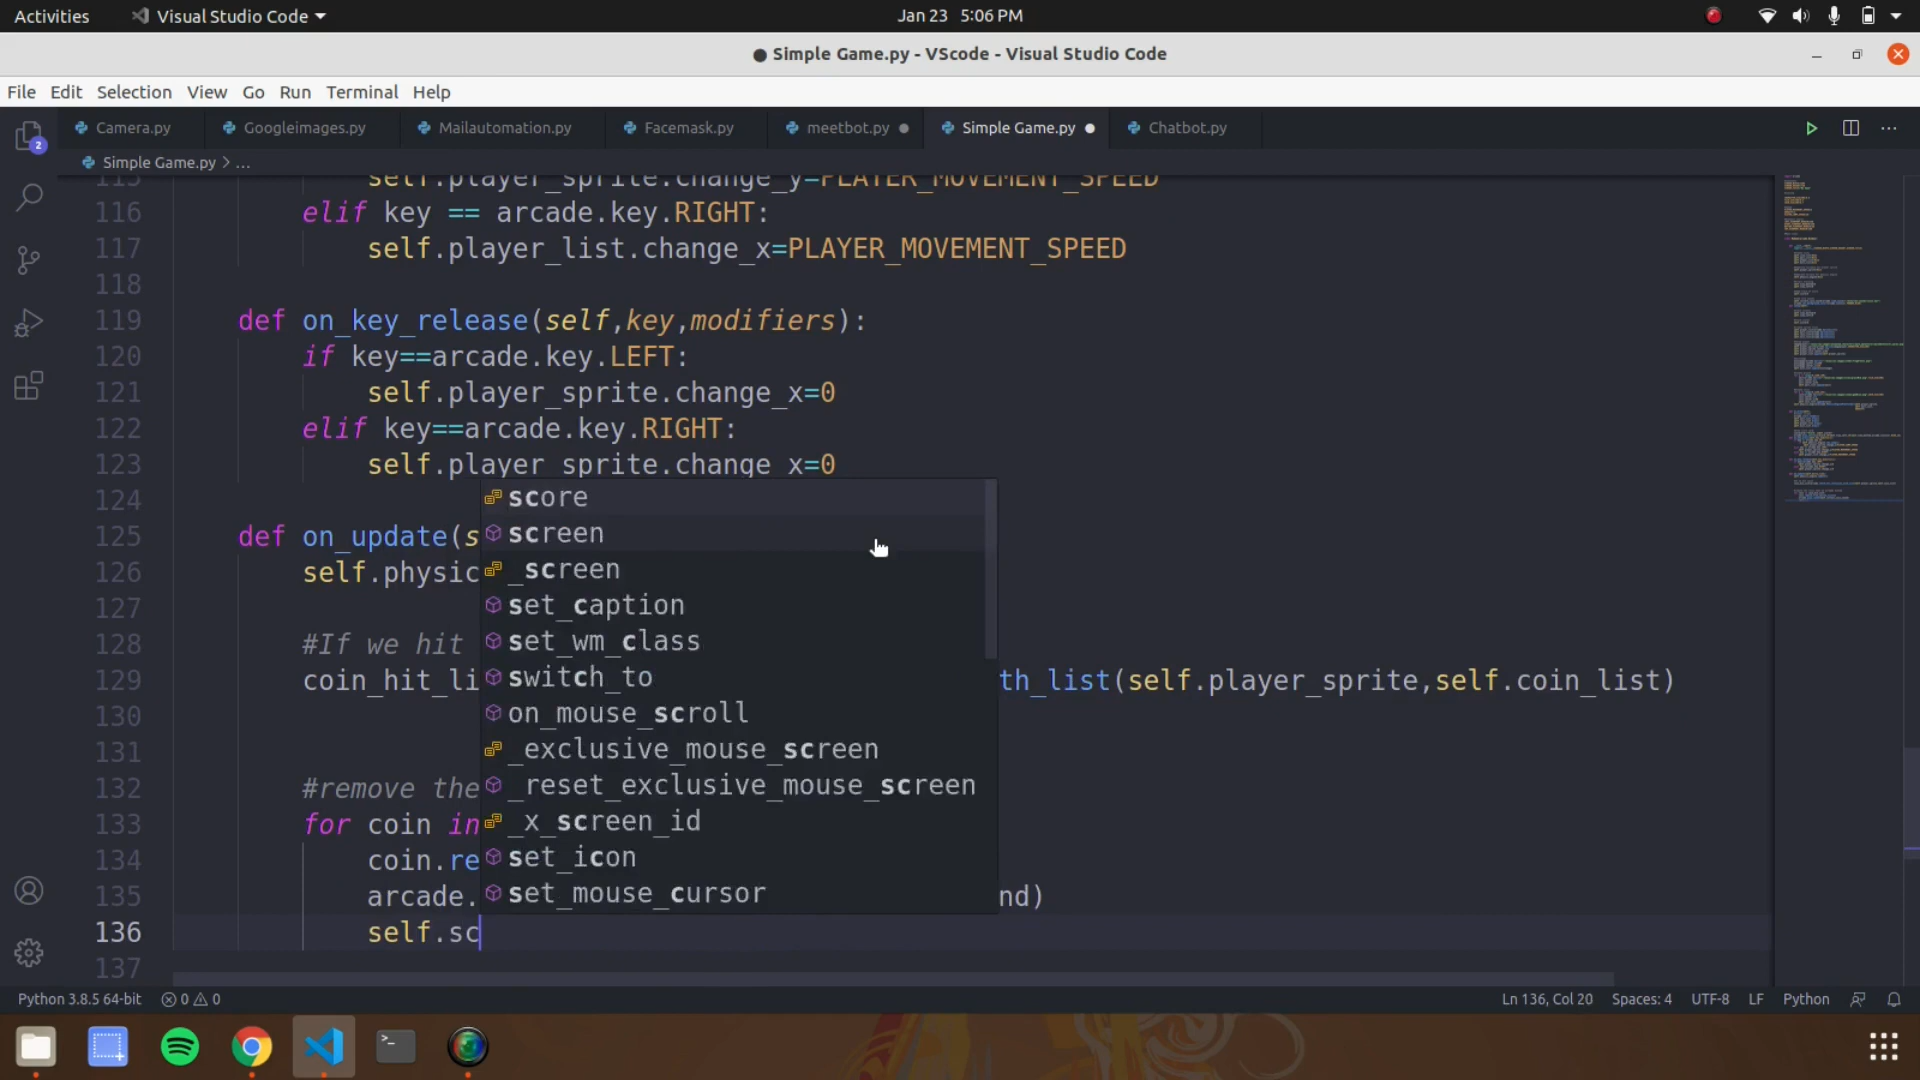 Activities Visual Studio Code Jan 23 5:06 PM
● Simple Game.py - VScode - Visual Studio Code
File Edit Selection View Go Run Terminal Help
2 Camera.py Googleimages.py Mailautomation.py Facemask.py meetbot.py Simple Game.py Chatbot.py
Simple Game.py > ...
115 self.player_sprite.change_y=PLAYER_MOVEMENT_SPEED
116 elif key == arcade.key.RIGHT:
117 self.player_list.change_x=PLAYER_MOVEMENT_SPEED
118
119 def on_key_release(self,key,modifiers):
120 if key==arcade.key.LEFT:
121 self.player_sprite.change_x=0
122 elif key==arcade.key.RIGHT:
123 self.player_sprite.change_x=0
124 score
125 def on_update(s screen
126 self.physic _screen
127 set_caption
128 #If we hit set_wm_class
129 coin_hit_li switch_to th_list(self.player_sprite,self.coin_list)
130 on_mouse_scroll
131 _exclusive_mouse_screen
132 #remove the _reset_exclusive_mouse_screen
133 for coin in _x_screen_id
134 coin.re set_icon
135 arcade. set_mouse_cursor nd)
136 self.sc
137
Python 3.8.5 64-bit 0 0 Ln 136, Col 20 Spaces: 4 UTF-8 LF Python